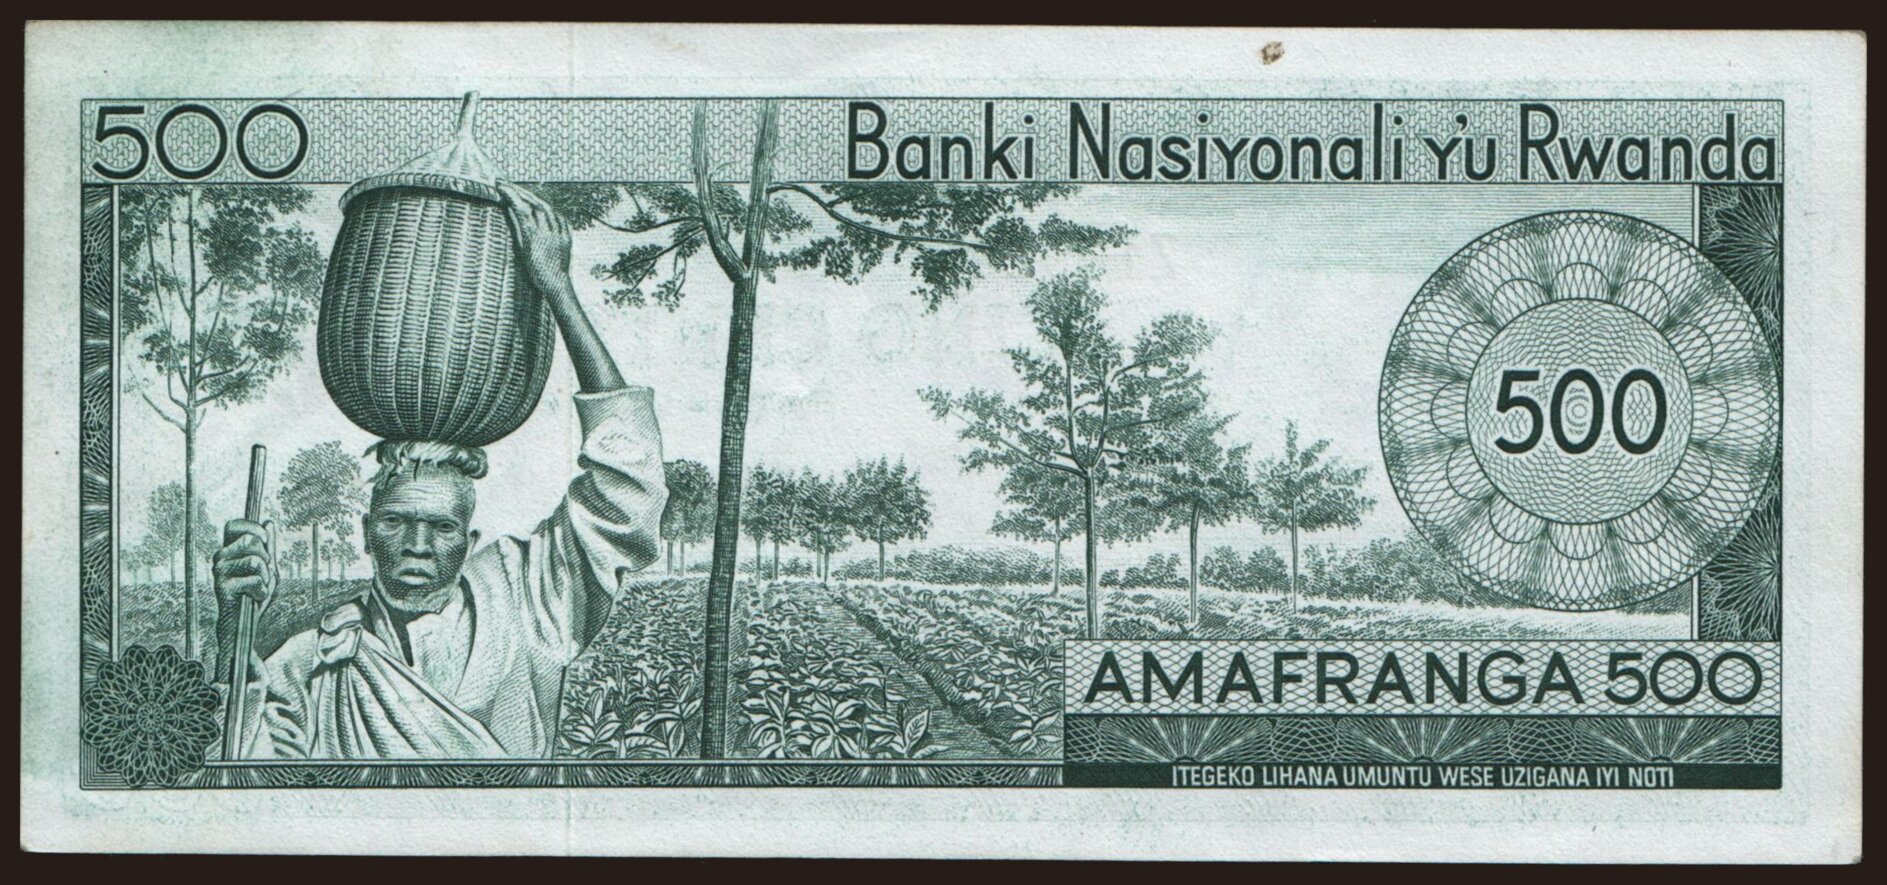 500
Banki Nasiyonali y'u Rwanda
500
AMAFRANGA 500
ITEGEKO LIHANA UMUNTU WESE UZIGANA IYI NOTI